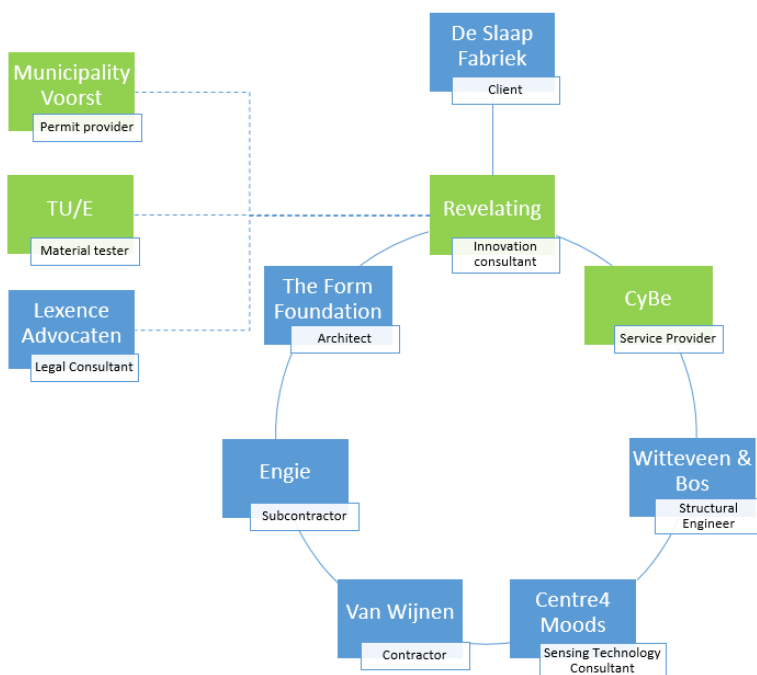 De Slaap
Fabriek
Client
Municipality
Voorst
Permit provider
TU/E
Material tester
Revelating
Innovation
consultant
Lexence
Advocaten
Legal Consultant
The Form
Foundation
Architect
CyBe
Service Provider
Engie
Subcontractor
Witteveen &
Bos
Structural
Engineer
Van Wijnen
Contractor
Centre4
Moods
Sensing Technology
Consultant